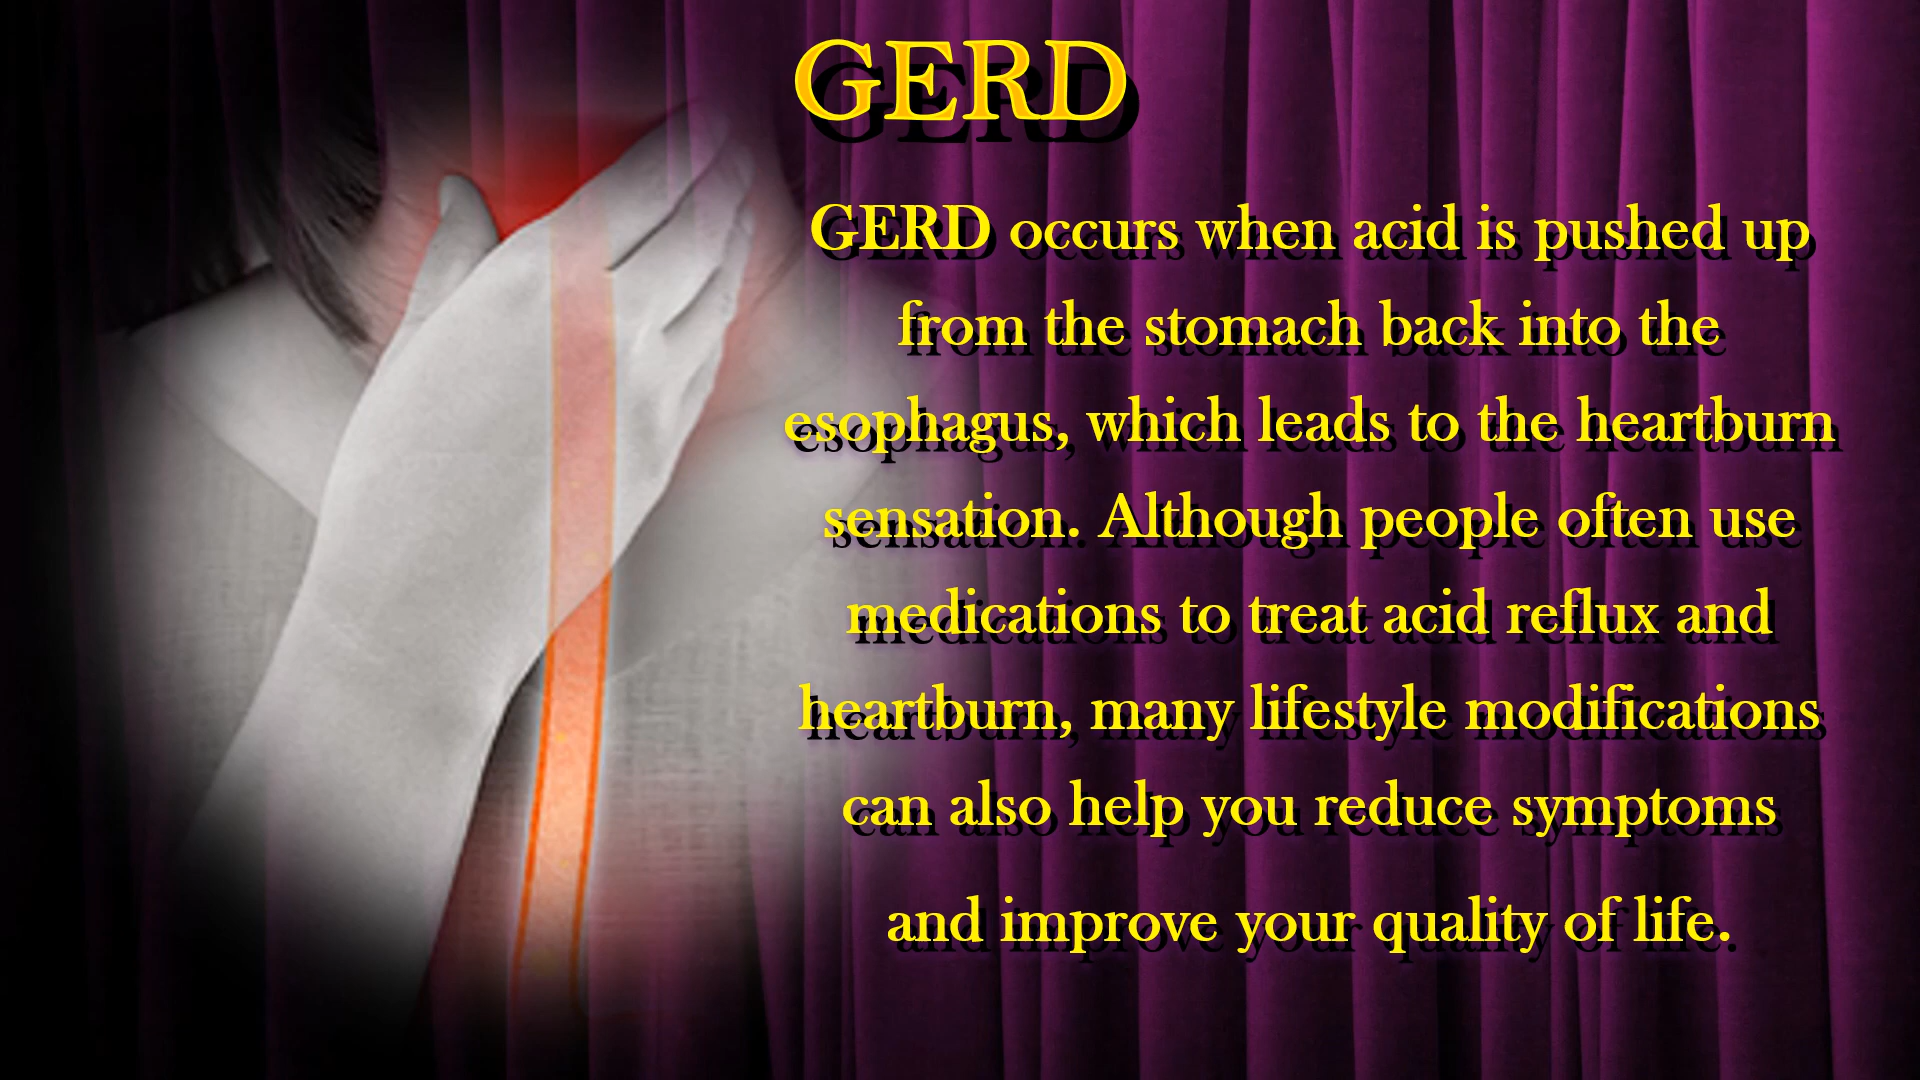 GERD
GERD occurs when acid is pushed up
from the stomach back into the
esophagus, which leads to the heartburn
sensation. Although people often use
medications to treat acid reflux and
heartburn, many lifestyle modifications
can also help you reduce symptoms
and improve your quality of life.